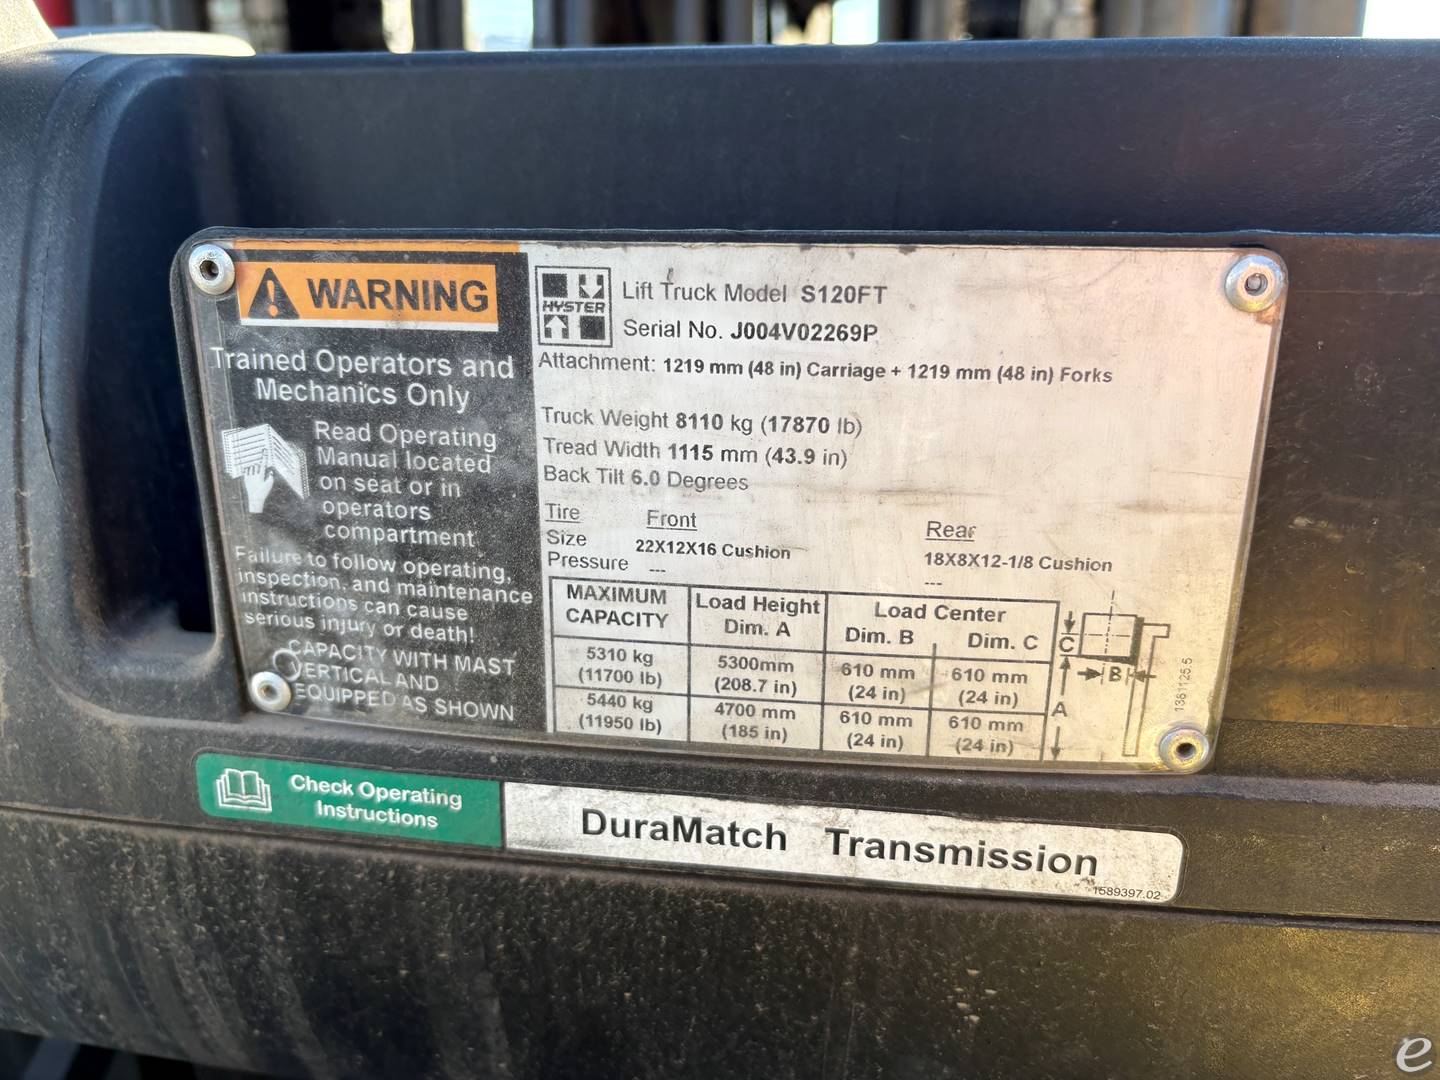 WARNING
Trained Operators and
Mechanics Only
Read Operating
Manual located
on seat or in
operators
compartment
Failure to follow operating,
inspection, and maintenance
instructions can cause
serious injury or death!
CAPACITY WITH MAST
VERTICAL AND
EQUIPPED AS SHOWN
HYSTER
Lift Truck Model S120FT
Serial No. J004V02269P
Attachment: 1219 mm (48 in) Carriage + 1219 mm (48 in) Forks
Truck Weight 8110 kg (17870 lb)
Tread Width 1115 mm (43.9 in)
Back Tilt 6.0 Degrees
Tire Front Rear
Size 22X12X16 Cushion 18X8X12-1/8 Cushion
Pressure --- ---
MAXIMUM CAPACITY Load Height Dim. A Load Center Dim. B Dim. C
5310 kg (11700 lb) 5300mm (208.7 in) 610 mm (24 in) 610 mm (24 in)
5440 kg (11950 lb) 4700 mm (185 in) 610 mm (24 in) 610 mm (24 in)
C
B
A
1381125.5
Check Operating
Instructions
DuraMatch Transmission
1589397.02
e